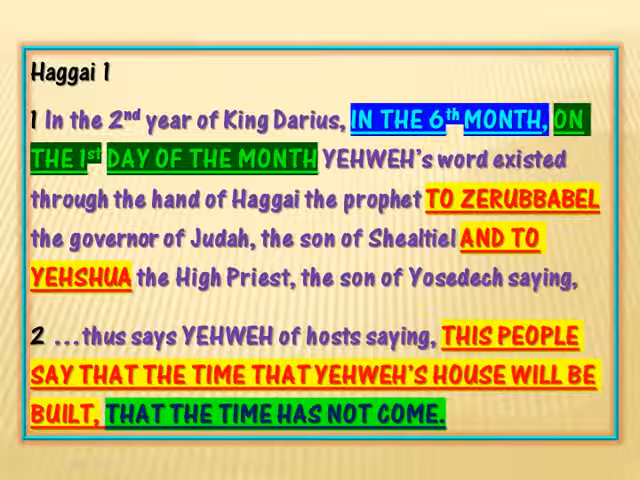 Haggai 1
1 In the 2nd year of King Darius, IN THE 6th MONTH, ON
THE 1st DAY OF THE MONTH YEHWEH's word existed
through the hand of Haggai the prophet TO ZERUBBABEL
the governor of Judah, the son of Shealtiel AND TO
YEHSHUA the High Priest, the son of Yosedech saying,
2 ...thus says YEHWEH of hosts saying, THIS PEOPLE
SAY THAT THE TIME THAT YEHWEH'S HOUSE WILL BE
BUILT, THAT THE TIME HAS NOT COME.